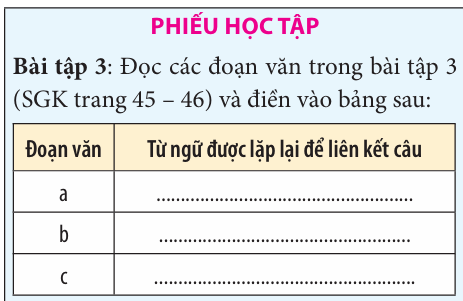 PHIẾU HỌC TẬP
Bài tập 3: Đọc các đoạn văn trong bài tập 3
(SGK trang 45 – 46) và điền vào bảng sau:
Đoạn văn Từ ngữ được lặp lại để liên kết câu
a .....................................................
b ....................................................
c ......................................................